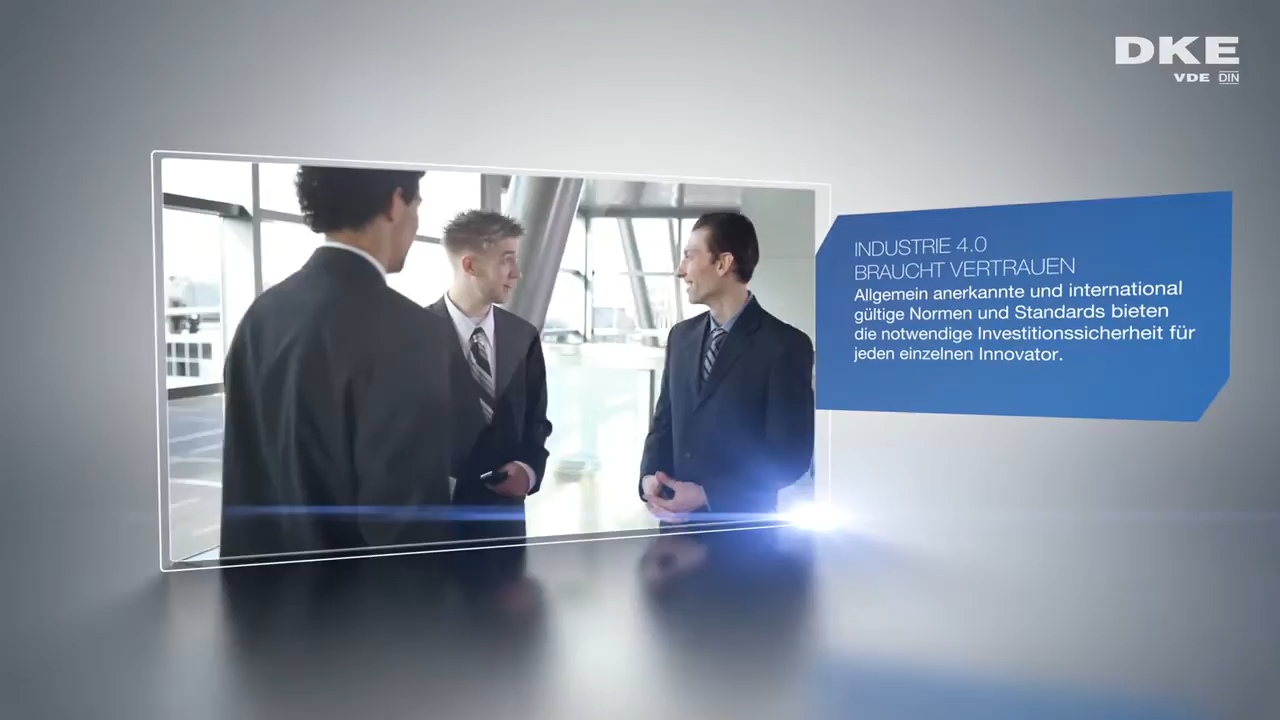 DKE
VDE DIN
INDUSTRIE 4.0
BRAUCHT VERTRAUEN
Allgemein anerkannte und international
gültige Normen und Standards bieten
die notwendige Investitionssicherheit für
jeden einzelnen Innovator.